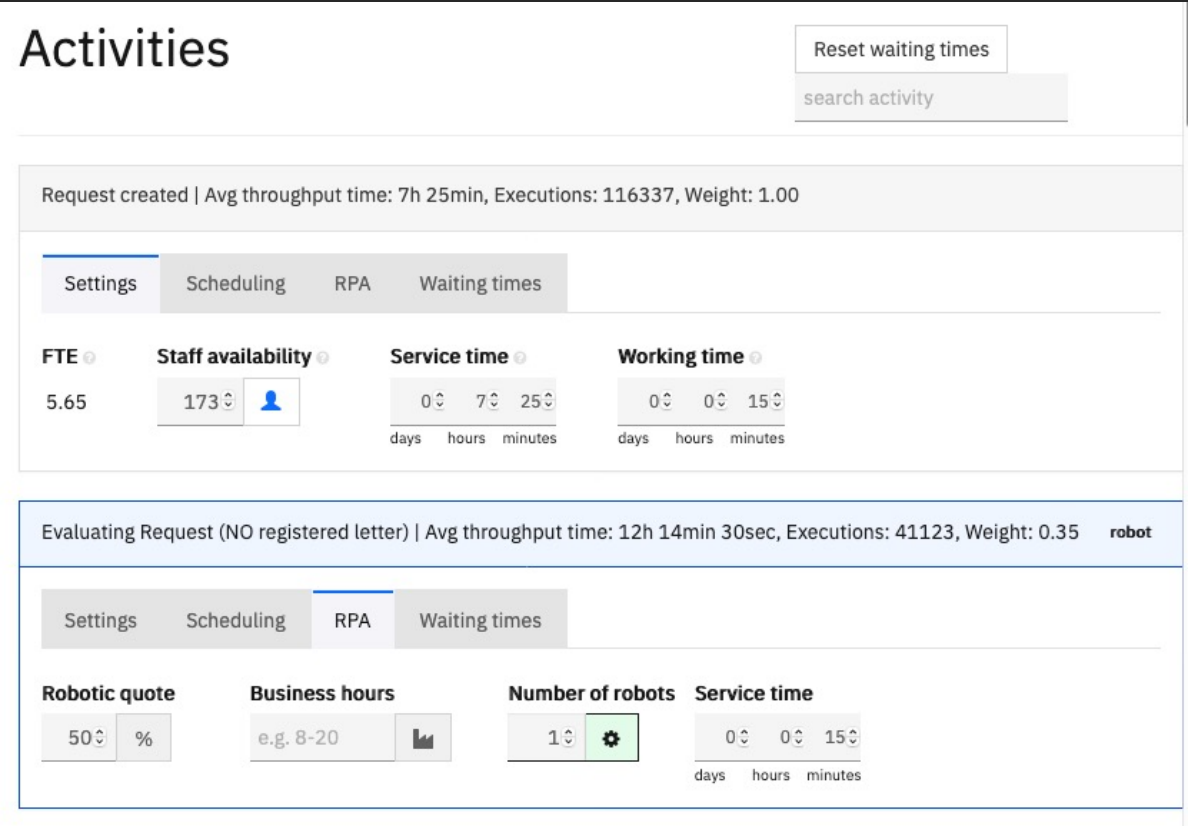 Activities
Reset waiting times
search activity
Request created | Avg throughput time: 7h 25min, Executions: 116337, Weight: 1.00
Settings Scheduling RPA Waiting times
FTE ? Staff availability ? Service time ? Working time ?
5.65 173 0 7 25 0 0 15
days hours minutes days hours minutes
Evaluating Request (NO registered letter) | Avg throughput time: 12h 14min 30sec, Executions: 41123, Weight: 0.35 robot
Settings Scheduling RPA Waiting times
Robotic quote Business hours Number of robots Service time
50 % e.g. 8-20 1 0 0 15
days hours minutes